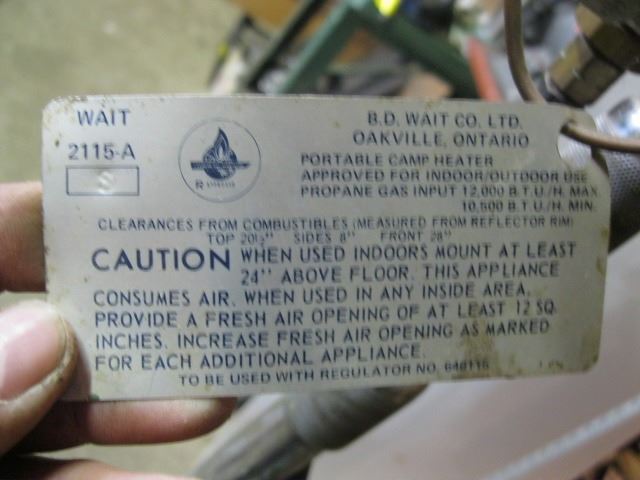 WAIT
2115-A
S
B.D. WAIT CO. LTD.
OAKVILLE, ONTARIO
PORTABLE CAMP HEATER
APPROVED FOR INDOOR/OUTDOOR USE
PROPANE GAS INPUT 12,000 B.T.U/H. MAX.
10,500 B.T.U/H. MIN.
CLEARANCES FROM COMBUSTIBLES (MEASURED FROM REFLECTOR RIM)
TOP 20½" SIDES 8" FRONT 28"
CAUTION WHEN USED INDOORS MOUNT AT LEAST
24" ABOVE FLOOR. THIS APPLIANCE
CONSUMES AIR. WHEN USED IN ANY INSIDE AREA.
PROVIDE A FRESH AIR OPENING OF AT LEAST 12 SQ.
INCHES. INCREASE FRESH AIR OPENING AS MARKED
FOR EACH ADDITIONAL APPLIANCE.
TO BE USED WITH REGULATOR NO.